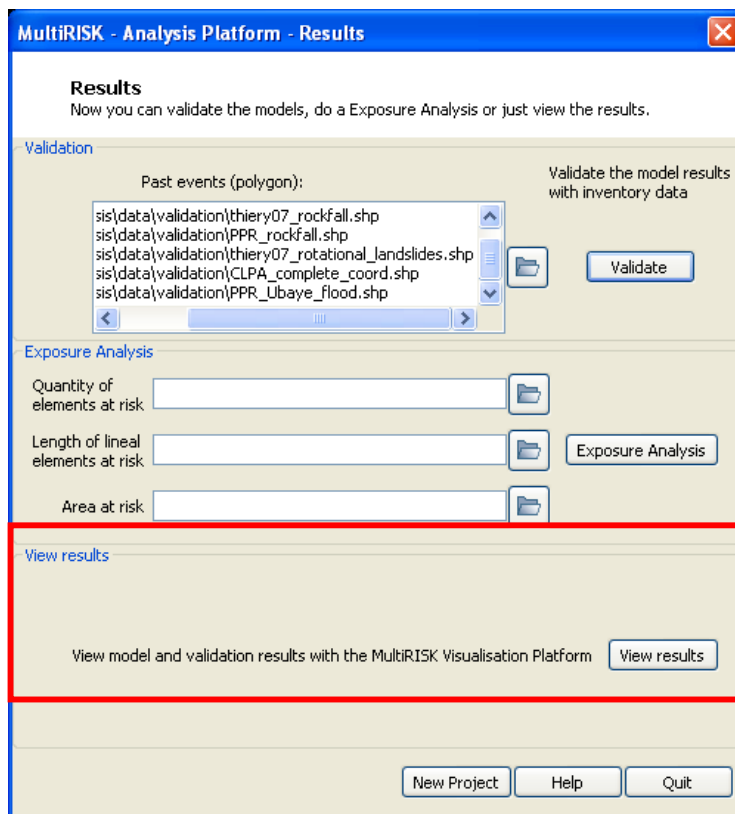 MultiRISK - Analysis Platform - Results
Results
Now you can validate the models, do a Exposure Analysis or just view the results.
Validation
Past events (polygon):
Validate the model results
with inventory data
sis\data\validation\thiery07_rockfall.shp
sis\data\validation\PPR_rockfall.shp
sis\data\validation\thiery07_rotational_landslides.shp
sis\data\validation\CLPA_complete_coord.shp
sis\data\validation\PPR_Ubaye_flood.shp
Validate
Exposure Analysis
Quantity of
elements at risk
Length of lineal
elements at risk
Exposure Analysis
Area at risk
View results
View model and validation results with the MultiRISK Visualisation Platform
View results
New Project
Help
Quit